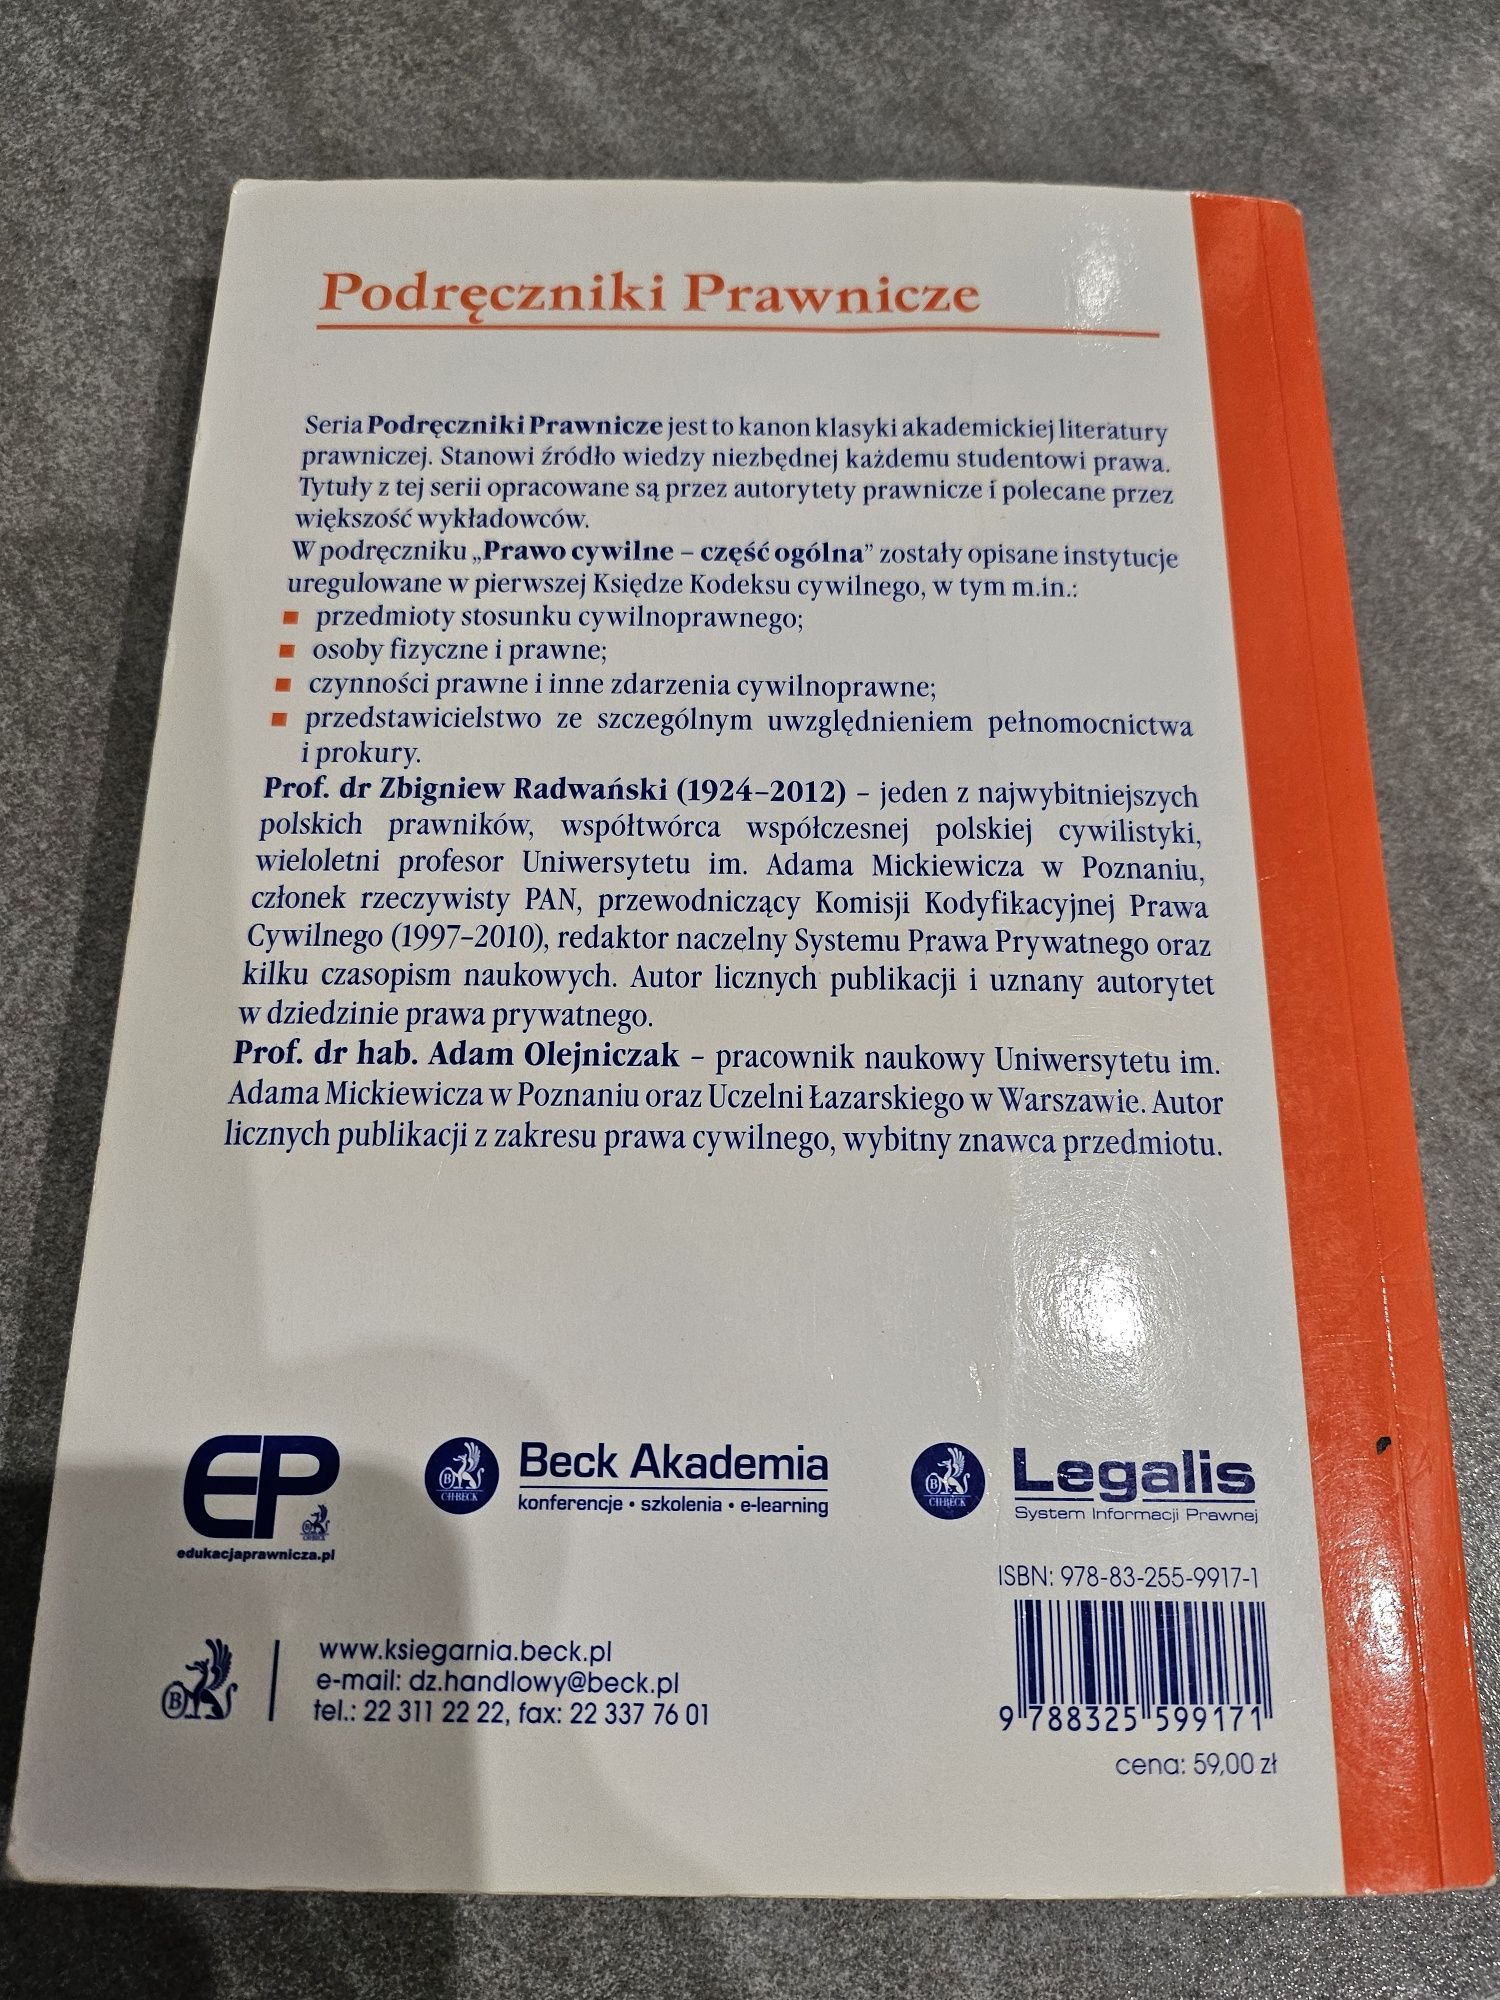 Podręczniki Prawnicze
Seria Podręczniki Prawnicze jest to kanon klasyki akademickiej literatury
prawniczej. Stanowi źródło wiedzy niezbędnej każdemu studentowi prawa.
Tytuły z tej serii opracowane są przez autorytety prawnicze i polecane przez
większość wykładowców.
W podręczniku „Prawo cywilne – część ogólna” zostały opisane instytucje
uregulowane w pierwszej Księdze Kodeksu cywilnego, w tym m.in.:
▪ przedmioty stosunku cywilnoprawnego;
▪ osoby fizyczne i prawne;
▪ czynności prawne i inne zdarzenia cywilnoprawne;
▪ przedstawicielstwo ze szczególnym uwzględnieniem pełnomocnictwa
i prokury.
Prof. dr Zbigniew Radwański (1924–2012) – jeden z najwybitniejszych
polskich prawników, współtwórca współczesnej polskiej cywilistyki,
wieloletni profesor Uniwersytetu im. Adama Mickiewicza w Poznaniu,
członek rzeczywisty PAN, przewodniczący Komisji Kodyfikacyjnej Prawa
Cywilnego (1997–2010), redaktor naczelny Systemu Prawa Prywatnego oraz
kilku czasopism naukowych. Autor licznych publikacji i uznany autorytet
w dziedzinie prawa prywatnego.
Prof. dr hab. Adam Olejniczak – pracownik naukowy Uniwersytetu im.
Adama Mickiewicza w Poznaniu oraz Uczelni Łazarskiego w Warszawie. Autor
licznych publikacji z zakresu prawa cywilnego, wybitny znawca przedmiotu.
EP
edukacjaprawnicza.pl
B
C·H·BECK
Beck Akademia
konferencje • szkolenia • e-learning
B
C·H·BECK
Legalis
System Informacji Prawnej
ISBN: 978-83-255-9917-1
9 788325 599171
cena: 59,00 zł
B
www.ksiegarnia.beck.pl
e-mail: dz.handlowy@beck.pl
tel.: 22 311 22 22, fax: 22 337 76 01